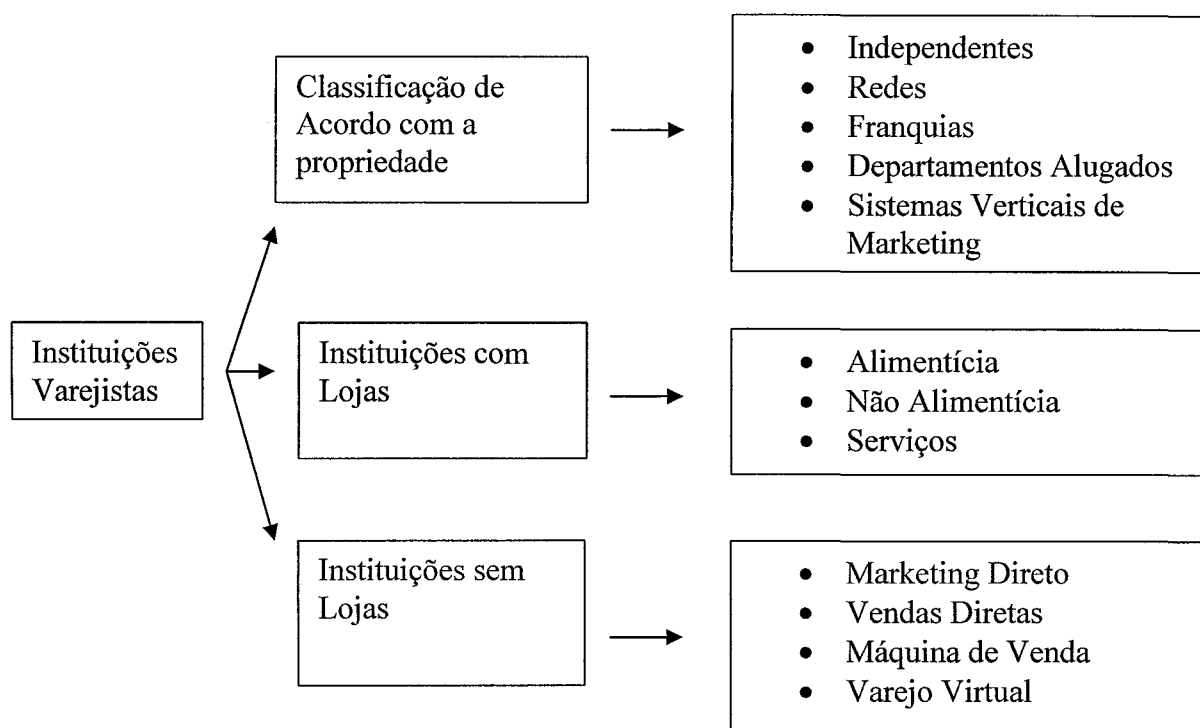 Instituições
Varejistas
Classificação de
Acordo com a
propriedade
• Independentes
• Redes
• Franquias
• Departamentos Alugados
• Sistemas Verticais de
Marketing
Instituições com
Lojas
• Alimentícia
• Não Alimentícia
• Serviços
Instituições sem
Lojas
• Marketing Direto
• Vendas Diretas
• Máquina de Venda
• Varejo Virtual